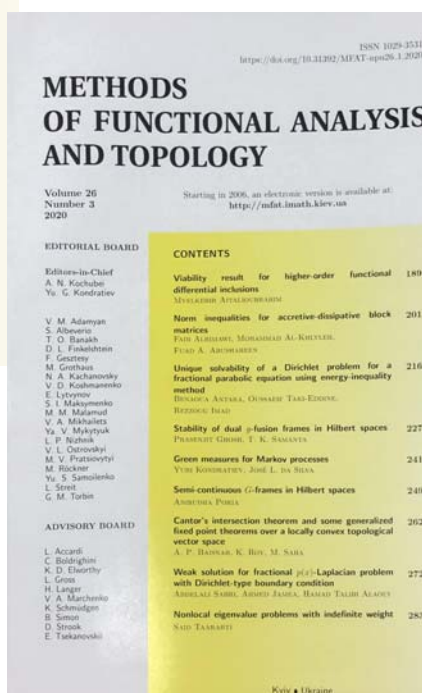 ISSN 1029-3531
https://doi.org/10.31392/MFAT-npu26.1.2020
METHODS
OF FUNCTIONAL ANALYSIS
AND TOPOLOGY
Volume 26
Number 3
2020
Starting in 2006, an electronic version is available at:
http://mfat.imath.kiev.ua
EDITORIAL BOARD
Editors-in-Chief
A. N. Kochubei
Yu. G. Kondratiev
V. M. Adamyan
S. Albeverio
T. O. Banakh
D. L. Finkelshtein
F. Gesztesy
M. Grothaus
N. A. Kachanovsky
V. D. Koshmanenko
E. Lytvynov
S. I. Maksymenko
M. M. Malamud
V. A. Mikhailets
Ya. V. Mykytyuk
L. P. Nizhnik
V. L. Ostrovskyi
M. V. Pratsiovytyi
M. Röckner
Yu. S. Samoilenko
L. Streit
G. M. Torbin
ADVISORY BOARD
L. Accardi
C. Boldrighini
K. D. Elworthy
L. Gross
H. Langer
V. A. Marchenko
K. Schmüdgen
B. Simon
D. Strook
E. Tsekanovskii
CONTENTS
Viability result for higher-order functional 189
differential inclusions
MYELKEBIR AITALIOUBRAHIM
Norm inequalities for accretive-dissipative block 201
matrices
FADI ALRIMAWI, MOHAMMAD AL-KHLYLEH,
FUAD A. ABUSHAHEEN
Unique solvability of a Dirichlet problem for a 216
fractional parabolic equation using energy-inequality
method
BENAOUA ANTARA, OUSSAEIF TAKI-EDDINE,
REZZOUG IMAD
Stability of dual g-fusion frames in Hilbert spaces 227
PRASENJIT GHOSH, T. K. SAMANTA
Green measures for Markov processes 241
YURI KONDRATIEV, JOSÉ L. DA SILVA
Semi-continuous G-frames in Hilbert spaces 249
ANIRUDHA PORIA
Cantor's intersection theorem and some generalized 262
fixed point theorems over a locally convex topological
vector space
A. P. BAISNAB, K. ROY, M. SAHA
Weak solution for fractional p(x)-Laplacian problem 272
with Dirichlet-type boundary condition
ABDELALI SABRI, AHMED JAMEA, HAMAD TALIBI ALAOUI
Nonlocal eigenvalue problems with indefinite weight 283
SAID TAARABTI
Kyiv • Ukraine